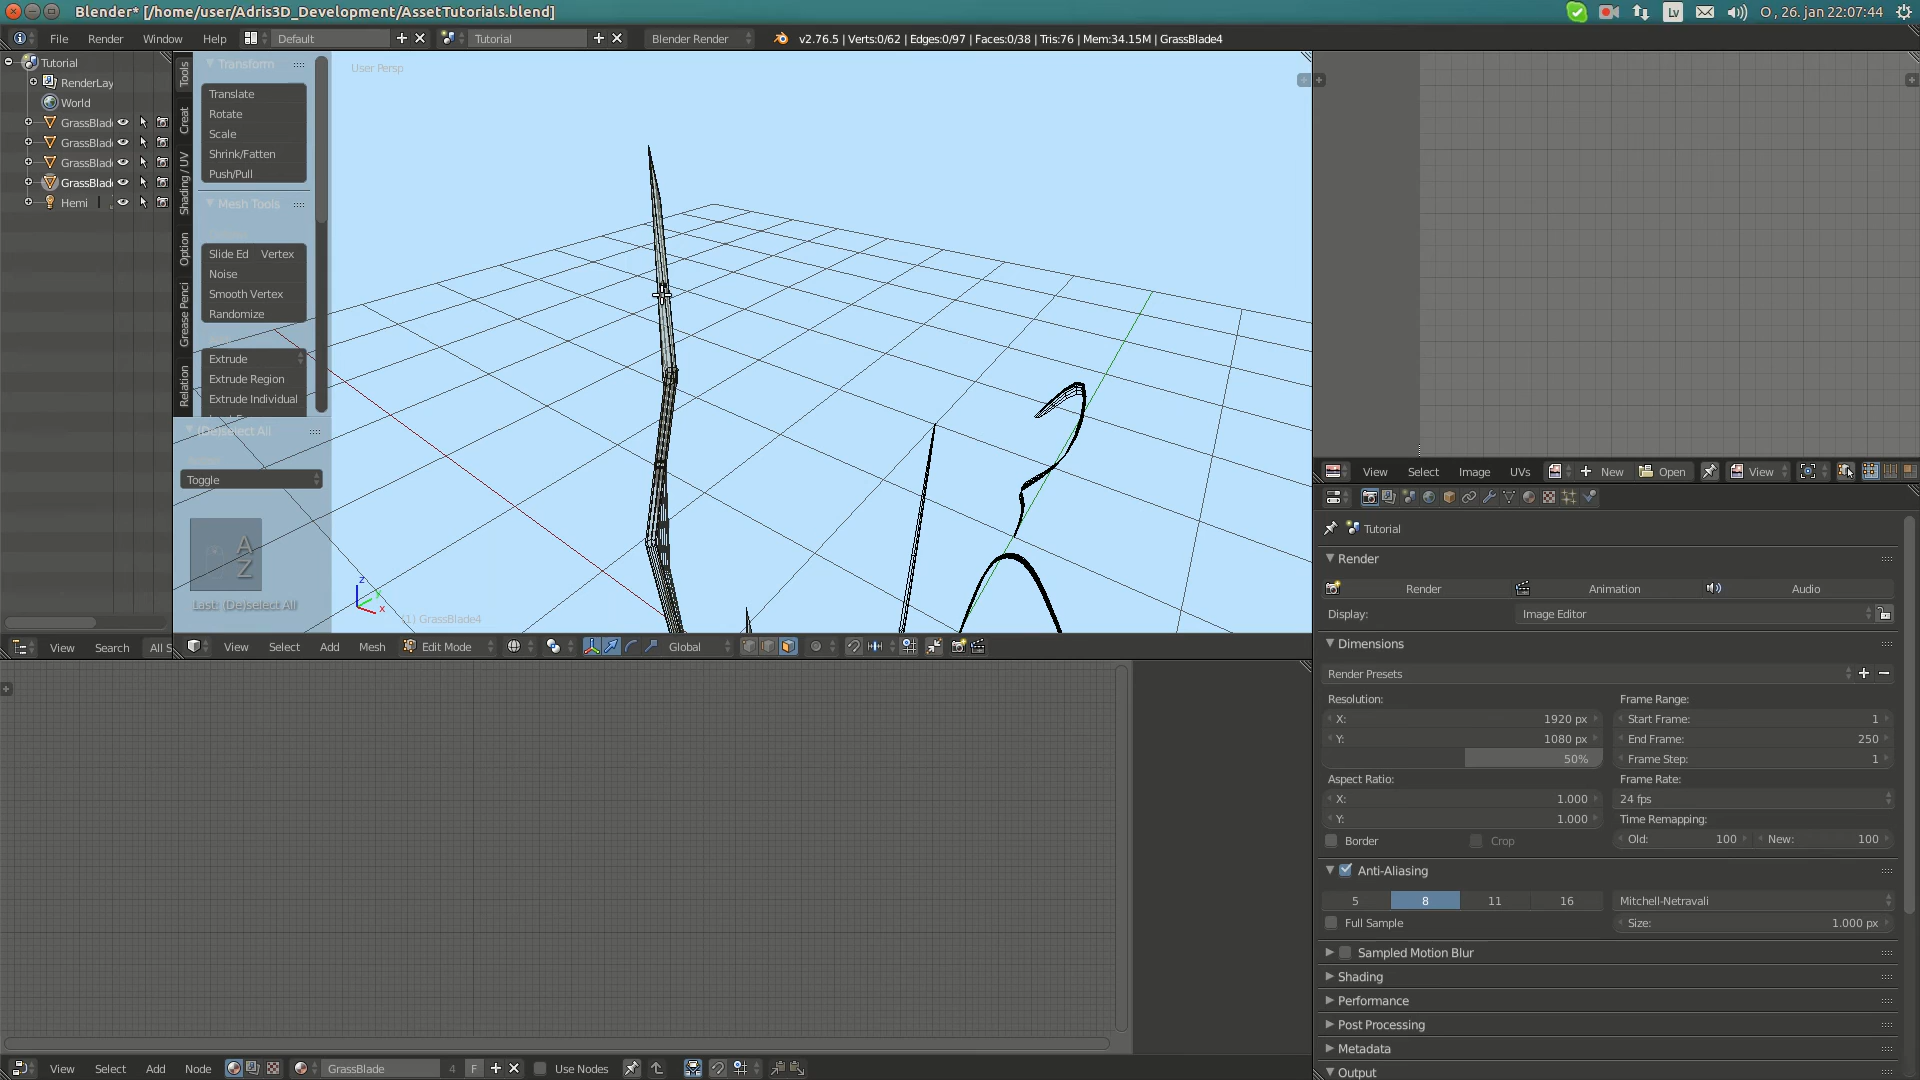 Blender* [/home/user/Adris3D_Development/AssetTutorials.blend]
Lv
O , 26. jan 22:07:44
File Render Window Help Default Tutorial Blender Render v2.76.5 | Verts:0/62 | Edges:0/97 | Faces:0/38 | Tris:76 | Mem:34.15M | GrassBlade4
Tutorial
RenderLay
World
GrassBlad
GrassBlad
GrassBlad
GrassBlad
Hemi
Tools
Creat
Shading / UV
Option
Grease Penci
Relation
Transform
Translate
Rotate
Scale
Shrink/Fatten
Push/Pull
Mesh Tools
Slide Ed Vertex
Noise
Smooth Vertex
Randomize
Extrude
Extrude Region
Extrude Individual
(De)select All
Toggle
A
Z
Last: (De)select All
User Persp
z
y
x
(1) GrassBlade4
View Search All S
View Select Add Mesh Edit Mode Global
View Select Image UVs New Open View
Tutorial
Render
Render Animation Audio
Display: Image Editor
Dimensions
Render Presets
Resolution: Frame Range:
X: 1920 px Start Frame: 1
Y: 1080 px End Frame: 250
50% Frame Step: 1
Aspect Ratio: Frame Rate:
X: 1.000 24 fps
Y: 1.000 Time Remapping:
Border Crop Old: 100 New: 100
Anti-Aliasing
5 8 11 16 Mitchell-Netravali
Full Sample Size: 1.000 px
Sampled Motion Blur
Shading
Performance
Post Processing
Metadata
Output
View Select Add Node GrassBlade 4 F Use Nodes